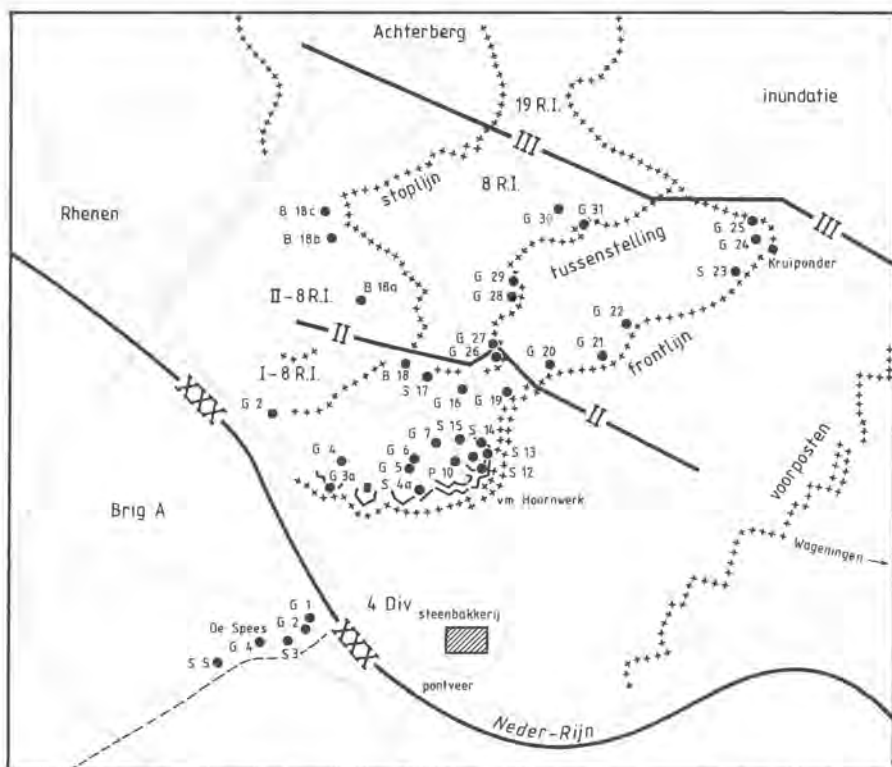 Achterberg
19 R.I.
inundatie
III
stoplijn
8 R.I.
B 18c
Rhenen
B 18b
G 30
G 31
G 25
G 24
III
Kruiponder
tussenstelling
S 23
G 29
G 28
B 18a
II-8 R.I.
II
G 22
G 27
G 26
G 21
G 20
frontlijn
I-8 R.I.
B 18
S 17
G 16
G 19
II
XXX
G 2
G 7
S 15
S 14
G 4
G 6
S 13
G 5
P 10
S 12
G 3a
S 4a
vm Hoornwerk
voorposten
Brig A
Wageningen
4 Div
steenbakkerij
G 1
De Spees
G 2
G 4
S 3
S 5
XXX
pontveer
Neder-Rijn